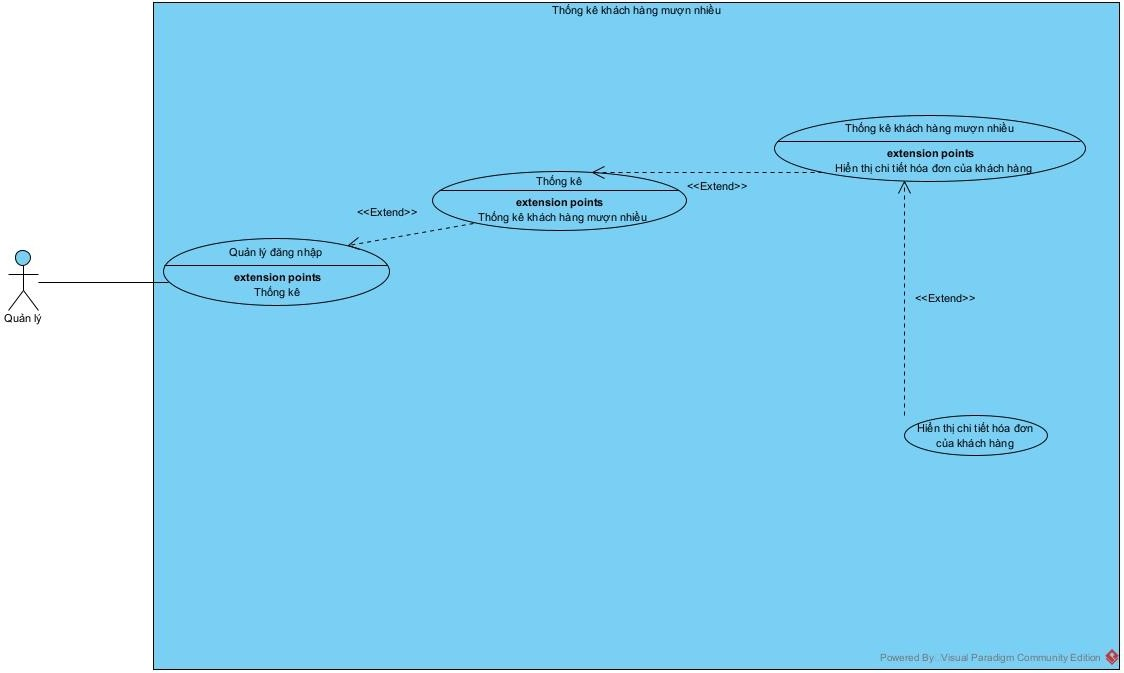 Thống kê khách hàng mượn nhiều
Thống kê khách hàng mượn nhiều
extension points
Hiển thị chi tiết hóa đơn của khách hàng
<<Extend>>
Thống kê
extension points
Thống kê khách hàng mượn nhiều
<<Extend>>
Quản lý đăng nhập
extension points
Thống kê
Quản lý
<<Extend>>
Hiển thị chi tiết hóa đơn
của khách hàng
Powered By Visual Paradigm Community Edition